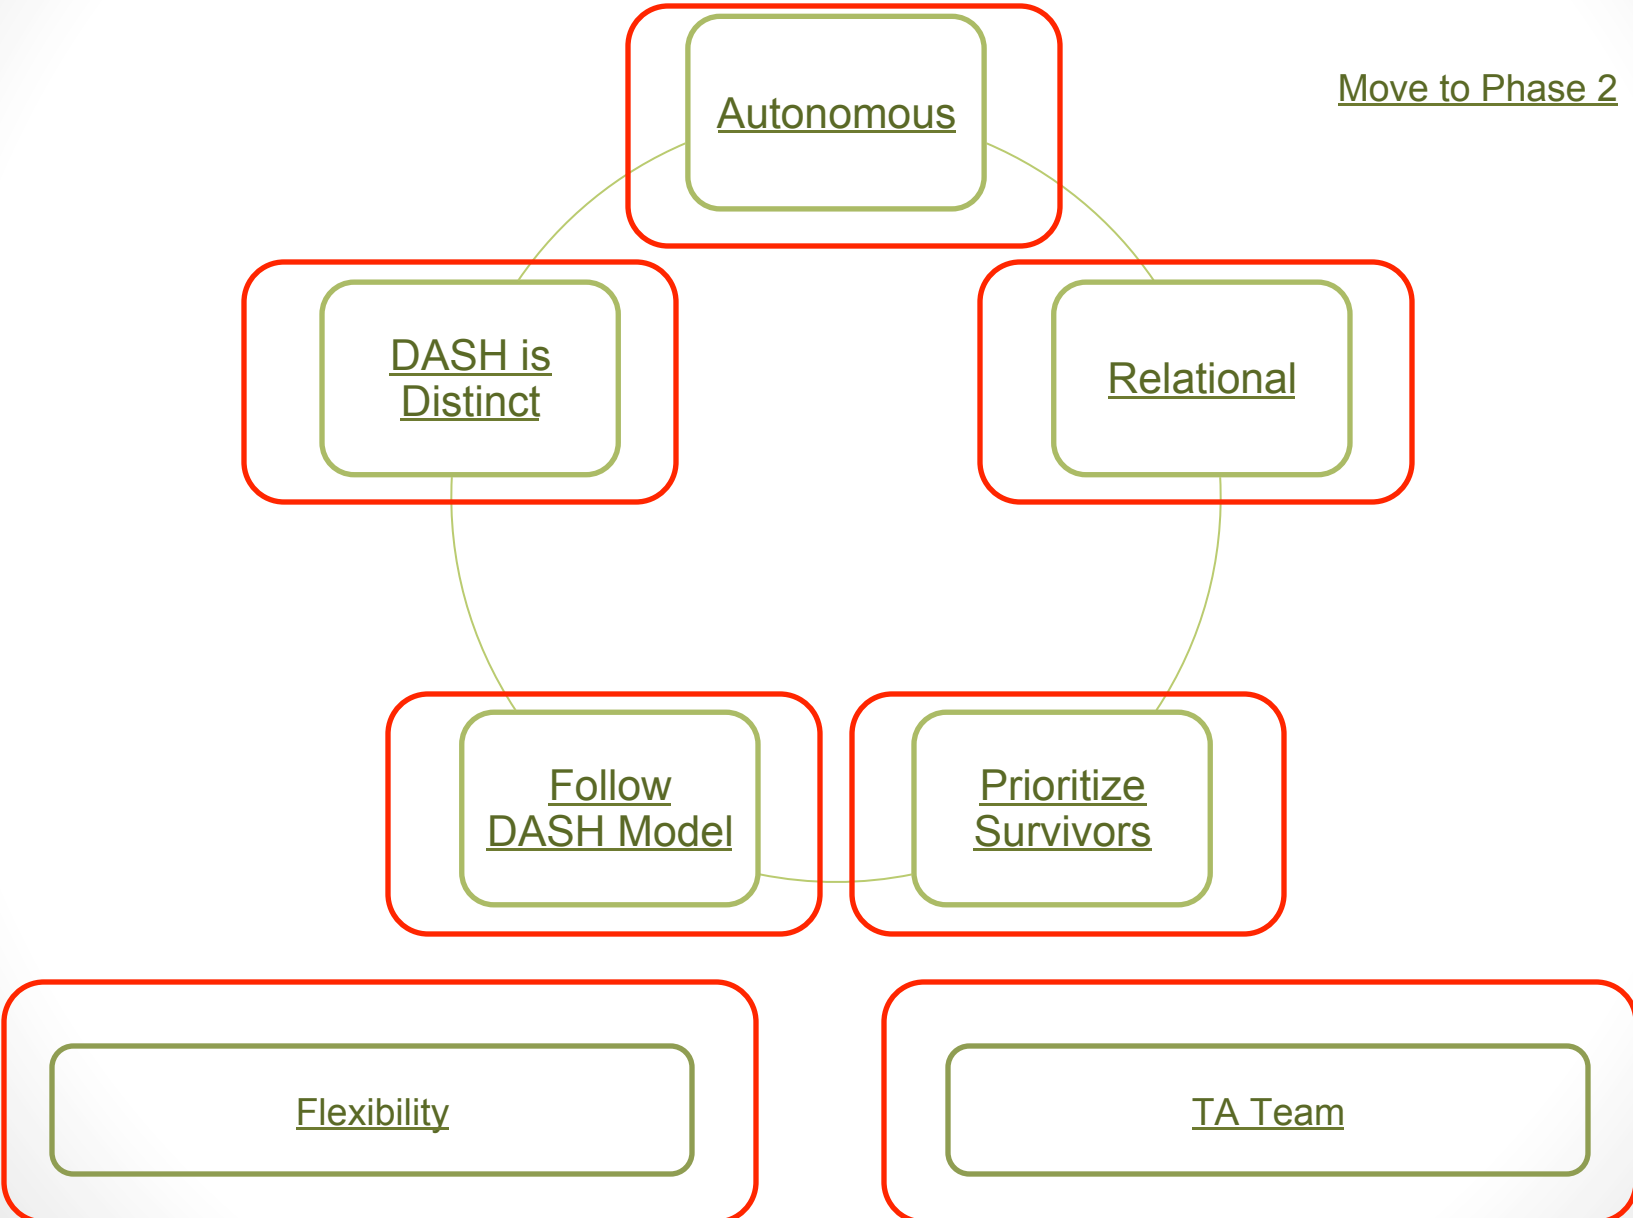 Autonomous
Move to Phase 2
DASH is
Distinct
Relational
Follow
DASH Model
Prioritize
Survivors
Flexibility
TA Team